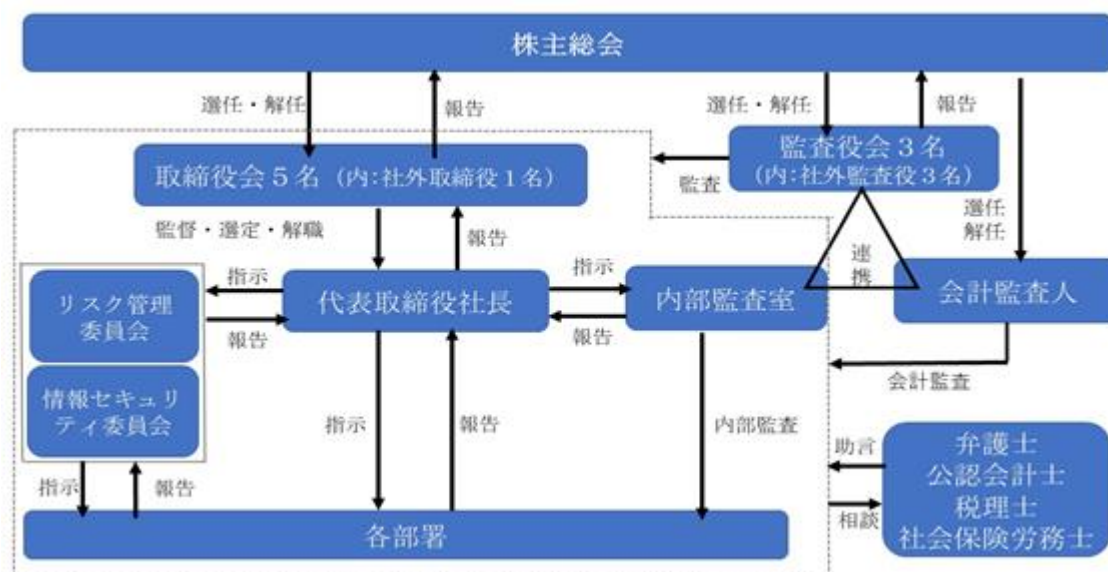 株主総会
選任・解任
報告
選任・解任
報告
取締役会５名（内：社外取締役１名）
監査
監査役会３名
（内：社外監査役３名）
選任
解任
監督・選定・解職
報告
連
携
指示
指示
リスク管理
委員会
代表取締役社長
内部監査室
会計監査人
報告
報告
会計監査
情報セキュリ
ティ委員会
指示
報告
内部監査
助言
弁護士
公認会計士
税理士
社会保険労務士
相談
指示
報告
各部署